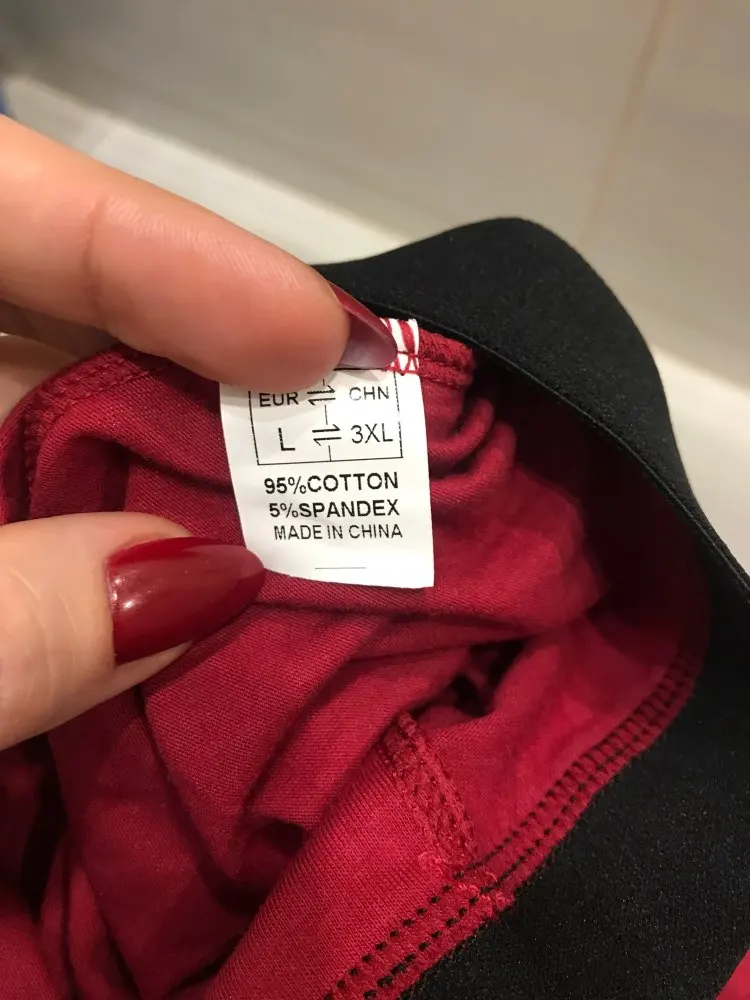 EUR ⇌ CHN
L ⇌ 3XL
95%COTTON
5%SPANDEX
MADE IN CHINA